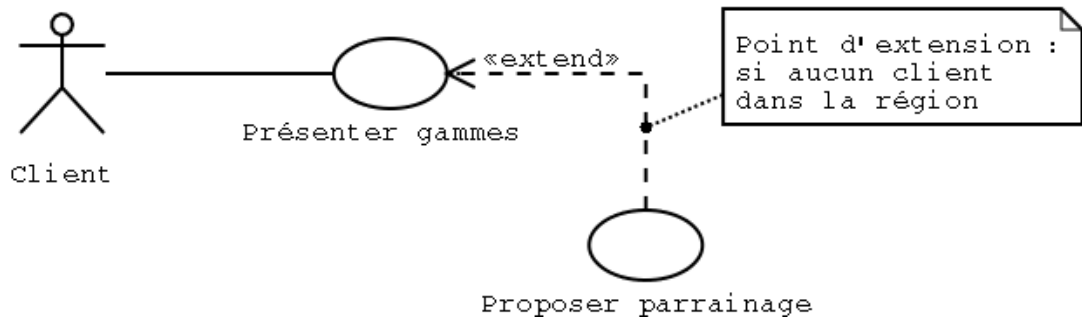 «extend»
Point d'extension :
si aucun client
dans la région
Présenter gammes
Client
Proposer parrainage